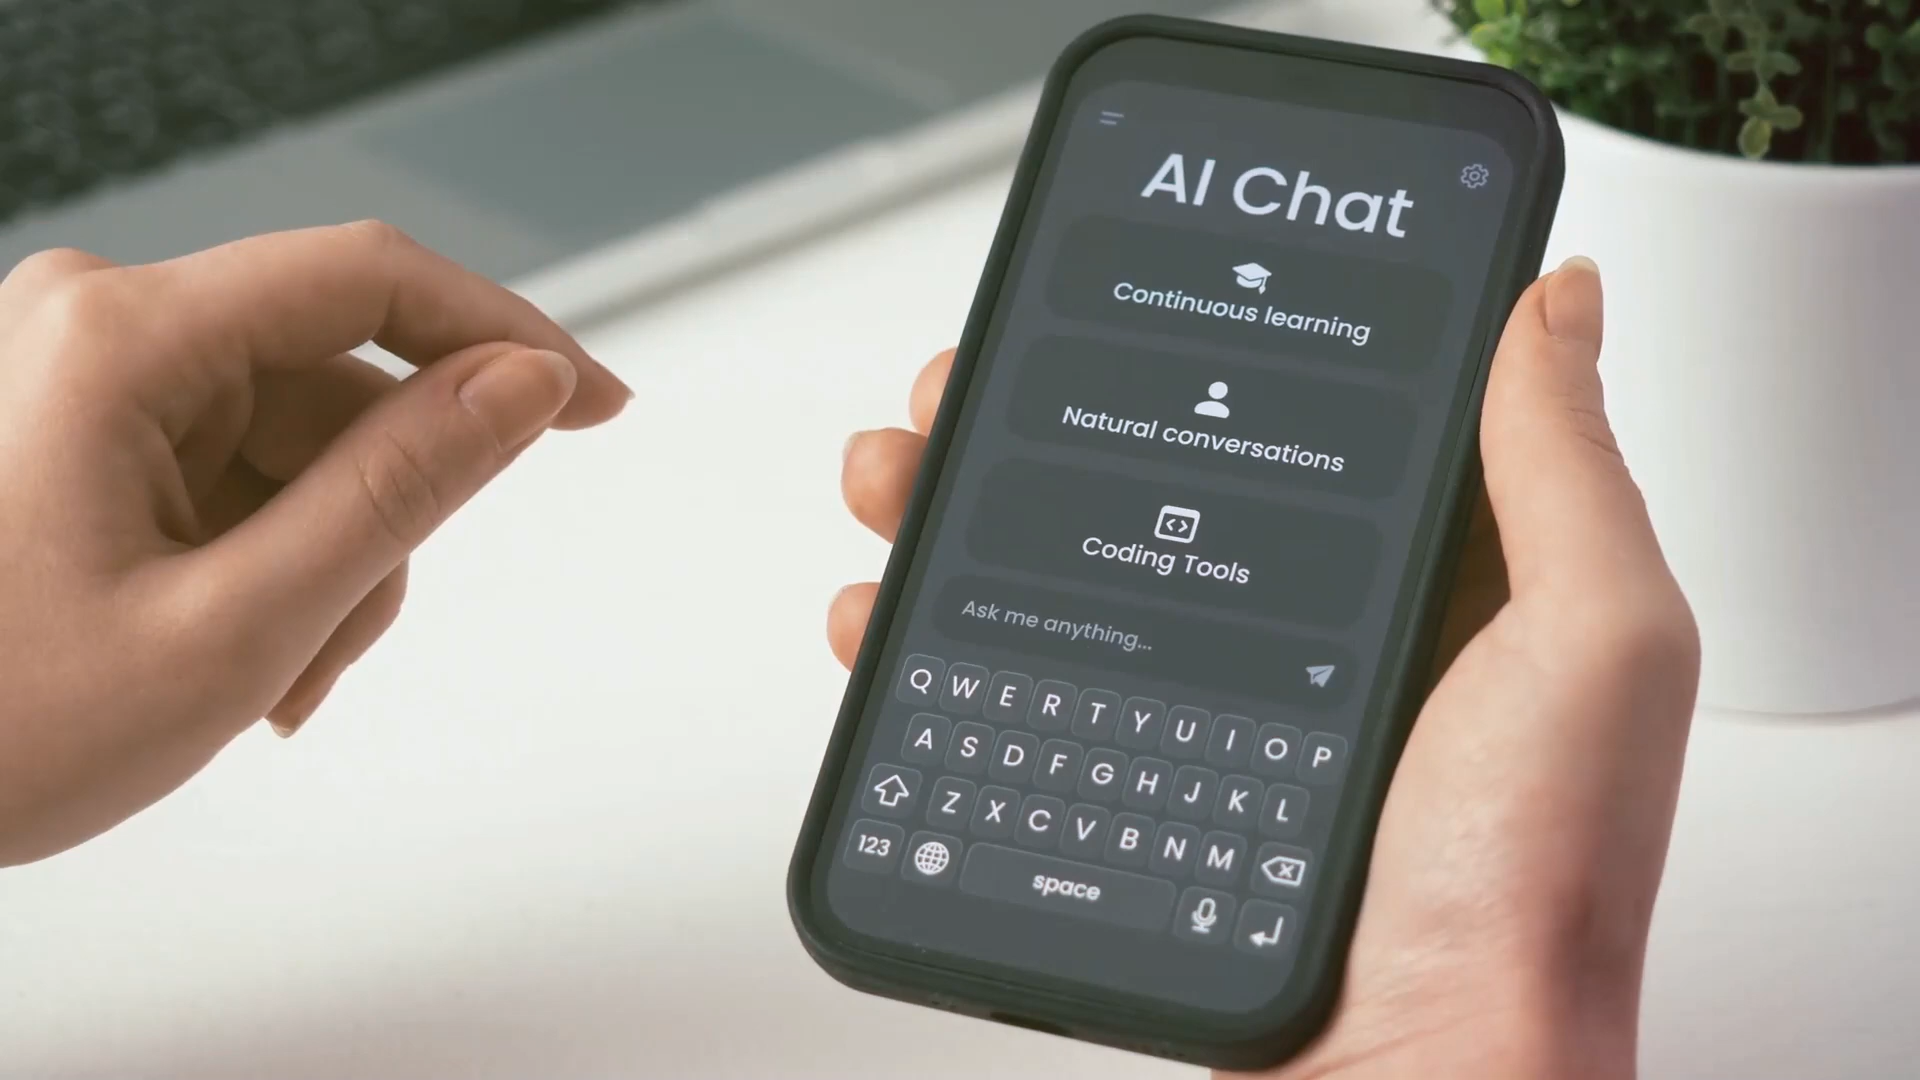 AI Chat
Continuous learning
Natural conversations
Coding Tools
Ask me anything...
Q W E R T Y U I O P
A S D F G H J K L
Z X C V B N M
123 space